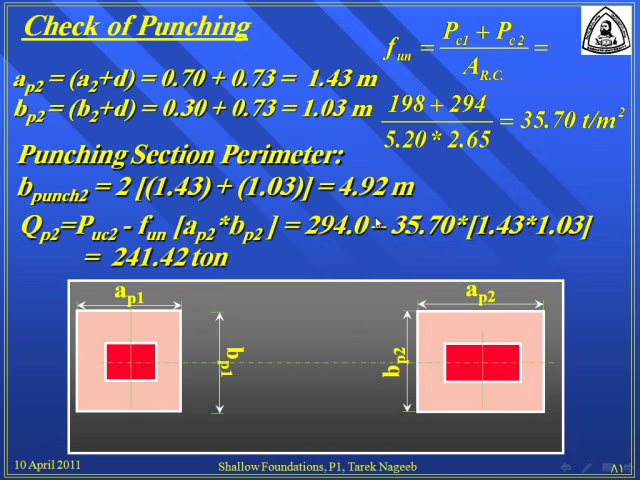 Check of Punching
f_un = (P_c1 + P_c2) / A_R.C. =
(198 + 294) / (5.20 * 2.65) = 35.70 t/m²
a_p2 = (a_2+d) = 0.70 + 0.73 = 1.43 m
b_p2 = (b_2+d) = 0.30 + 0.73 = 1.03 m
Punching Section Perimeter:
b_punch2 = 2 [(1.43) + (1.03)] = 4.92 m
Q_p2=P_uc2 - f_un [a_p2*b_p2 ] = 294.0 – 35.70*[1.43*1.03]
= 241.42 ton
a_p1
b_p1
a_p2
b_p2
10 April 2011
Shallow Foundations, P1, Tarek Nageeb
٨١